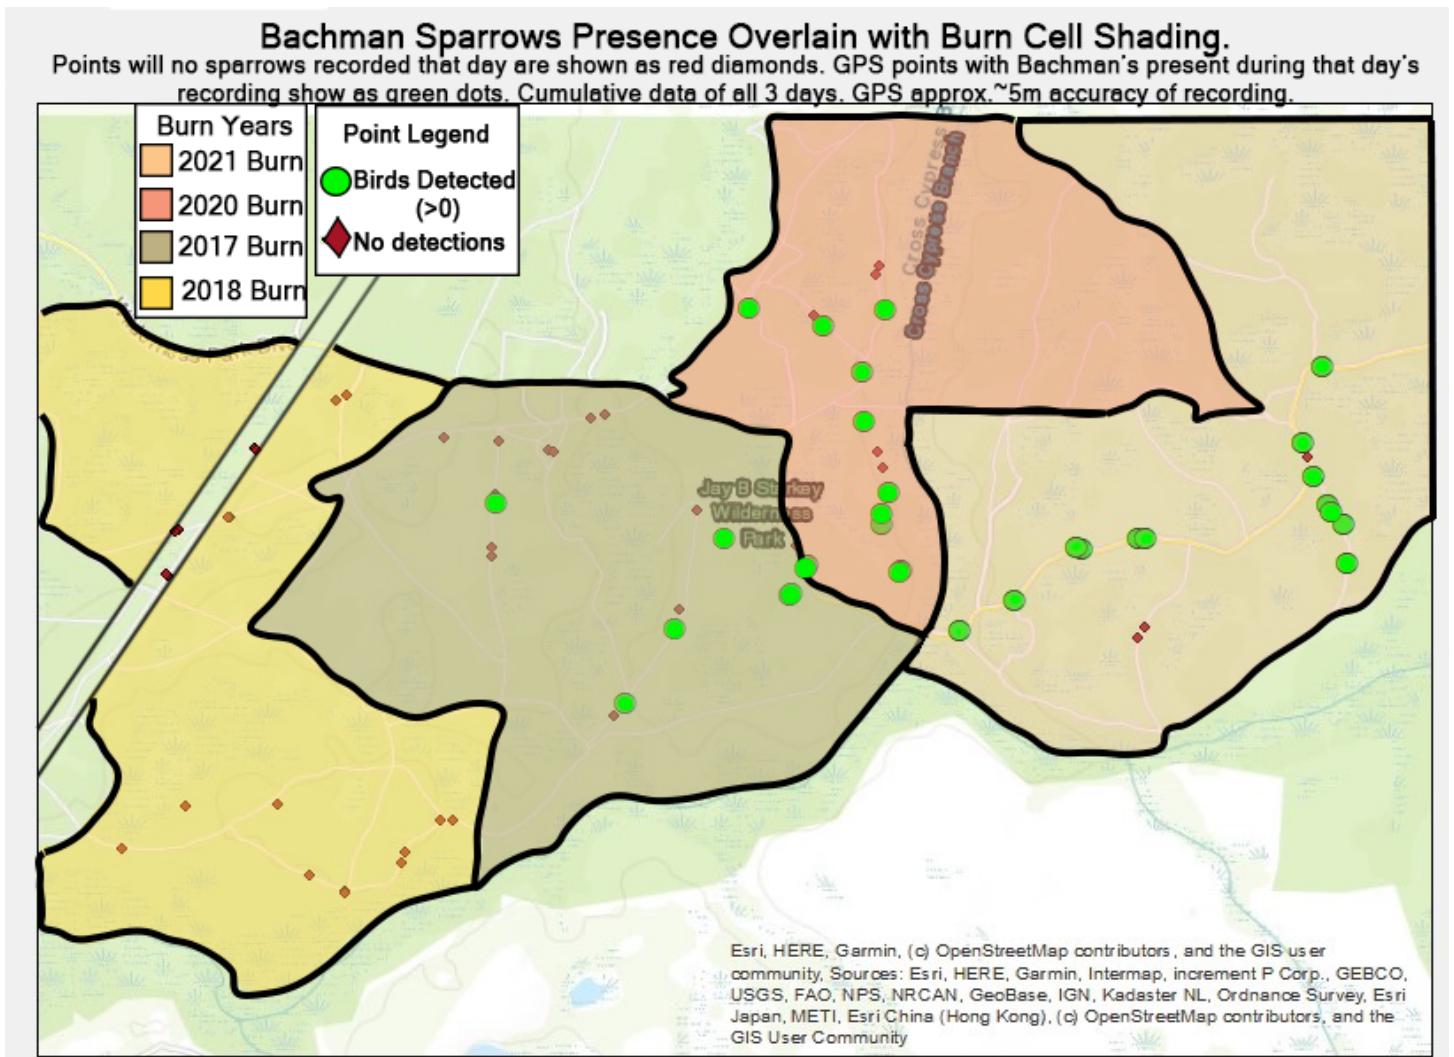 Bachman Sparrows Presence Overlain with Burn Cell Shading.
Points will no sparrows recorded that day are shown as red diamonds. GPS points with Bachman's present during that day's
recording show as green dots. Cumulative data of all 3 days. GPS approx.~5m accuracy of recording.
Burn Years
2021 Burn
2020 Burn
2017 Burn
2018 Burn
Point Legend
Birds Detected
(>0)
No detections
Cross Cypress B
Cross Cypress Branch
Jay B Starkey
Wilderness
Park
Esri, HERE, Garmin, (c) OpenStreetMap contributors, and the GIS user
community, Sources: Esri, HERE, Garmin, Intermap, increment P Corp., GEBCO,
USGS, FAO, NPS, NRCAN, GeoBase, IGN, Kadaster NL, Ordnance Survey, Esri
Japan, METI, Esri China (Hong Kong), (c) OpenStreetMap contributors, and the
GIS User Community